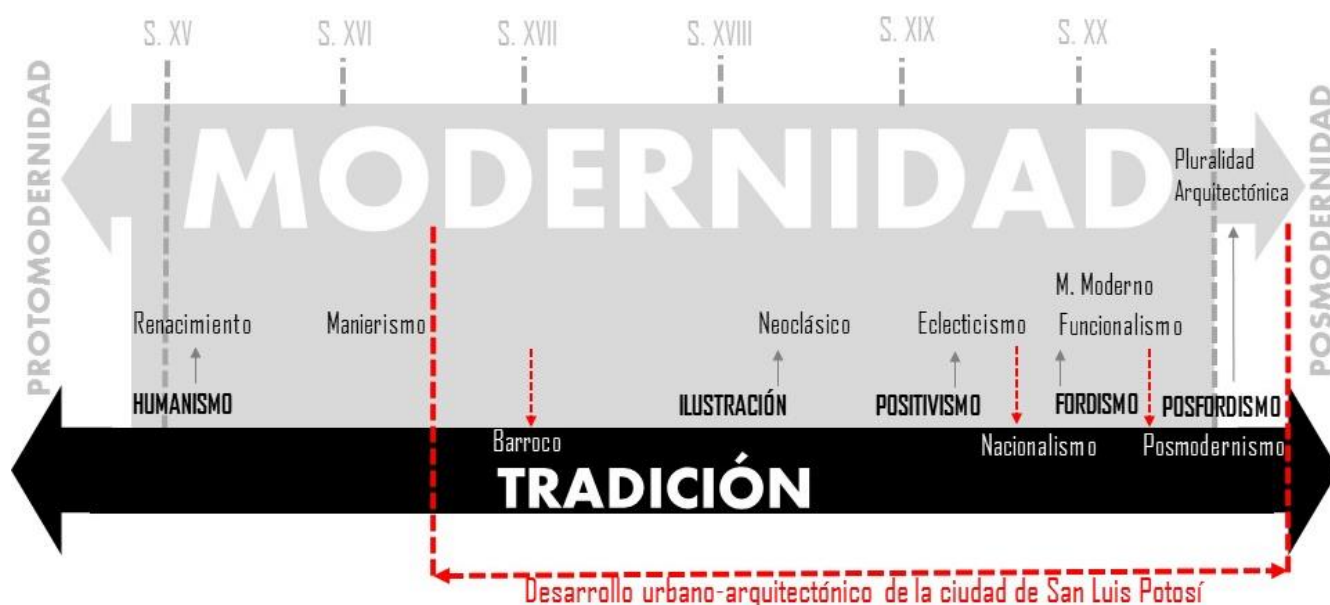 S. XV
S. XVI
S. XVII
S. XVIII
S. XIX
S. XX
PROTOMODERNIDAD
MODERNIDAD
POSMODERNIDAD
Pluralidad
Arquitectónica
M. Moderno
Renacimiento
Manierismo
Neoclásico
Eclecticismo
Funcionalismo
HUMANISMO
ILUSTRACIÓN
POSITIVISMO
FORDISMO
POSFORDISMO
Barroco
Nacionalismo
Posmodernismo
TRADICIÓN
Desarrollo urbano-arquitectónico de la ciudad de San Luis Potosí